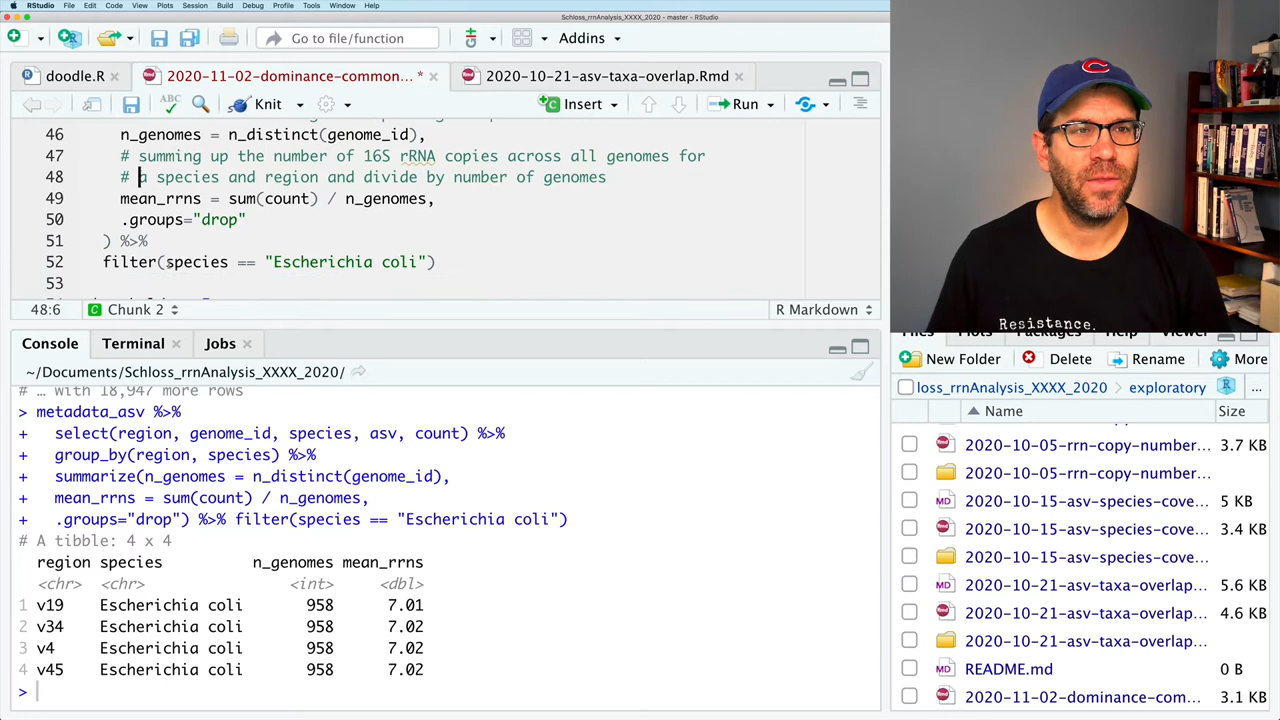 RStudio File Edit Code View Plots Session Build Debug Profile Tools Window Help
Schloss_rrnAnalysis_XXXX_2020 - master - RStudio
Go to file/function
Addins
doodle.R
2020-11-02-dominance-common... *
2020-10-21-asv-taxa-overlap.Rmd
ABC
Knit
Insert
Run
46 n_genomes = n_distinct(genome_id),
47 # summing up the number of 16S rRNA copies across all genomes for
48 # a species and region and divide by number of genomes
49 mean_rrns = sum(count) / n_genomes,
50 .groups="drop"
51 ) %>%
52 filter(species == "Escherichia coli")
53
48:6
C Chunk 2
R Markdown
Console
Terminal
Jobs
~/Documents/Schloss_rrnAnalysis_XXXX_2020/
# … with 18,947 more rows
> metadata_asv %>%
+ select(region, genome_id, species, asv, count) %>%
+ group_by(region, species) %>%
+ summarize(n_genomes = n_distinct(genome_id),
+ mean_rrns = sum(count) / n_genomes,
+ .groups="drop") %>% filter(species == "Escherichia coli")
# A tibble: 4 x 4
region species n_genomes mean_rrns
<chr> <chr> <int> <dbl>
1 v19 Escherichia coli 958 7.01
2 v34 Escherichia coli 958 7.02
3 v4 Escherichia coli 958 7.02
4 v45 Escherichia coli 958 7.02
>
Resistance.
Files Plots Packages Help Viewer
New Folder
Delete
Rename
More
loss_rrnAnalysis_XXXX_2020
exploratory
...
Name
Size
2020-10-05-rrn-copy-number... 3.7 KB
2020-10-05-rrn-copy-number...
2020-10-15-asv-species-cove... 5 KB
2020-10-15-asv-species-cove... 3.4 KB
2020-10-15-asv-species-cove...
2020-10-21-asv-taxa-overlap... 5.6 KB
2020-10-21-asv-taxa-overlap... 4.6 KB
2020-10-21-asv-taxa-overlap...
README.md 0 B
2020-11-02-dominance-com... 3.1 KB